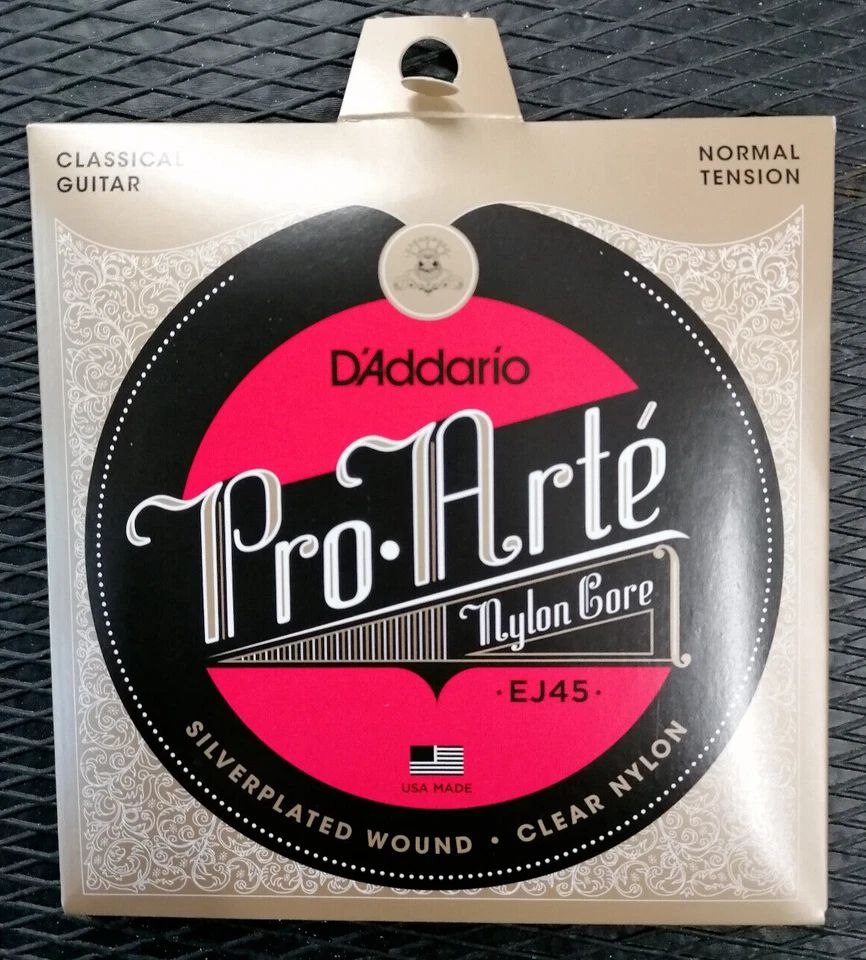 CLASSICAL
GUITAR
NORMAL
TENSION
D'Addario
Pro·Arté
Nylon Core
·EJ45·
USA MADE
SILVERPLATED WOUND • CLEAR NYLON